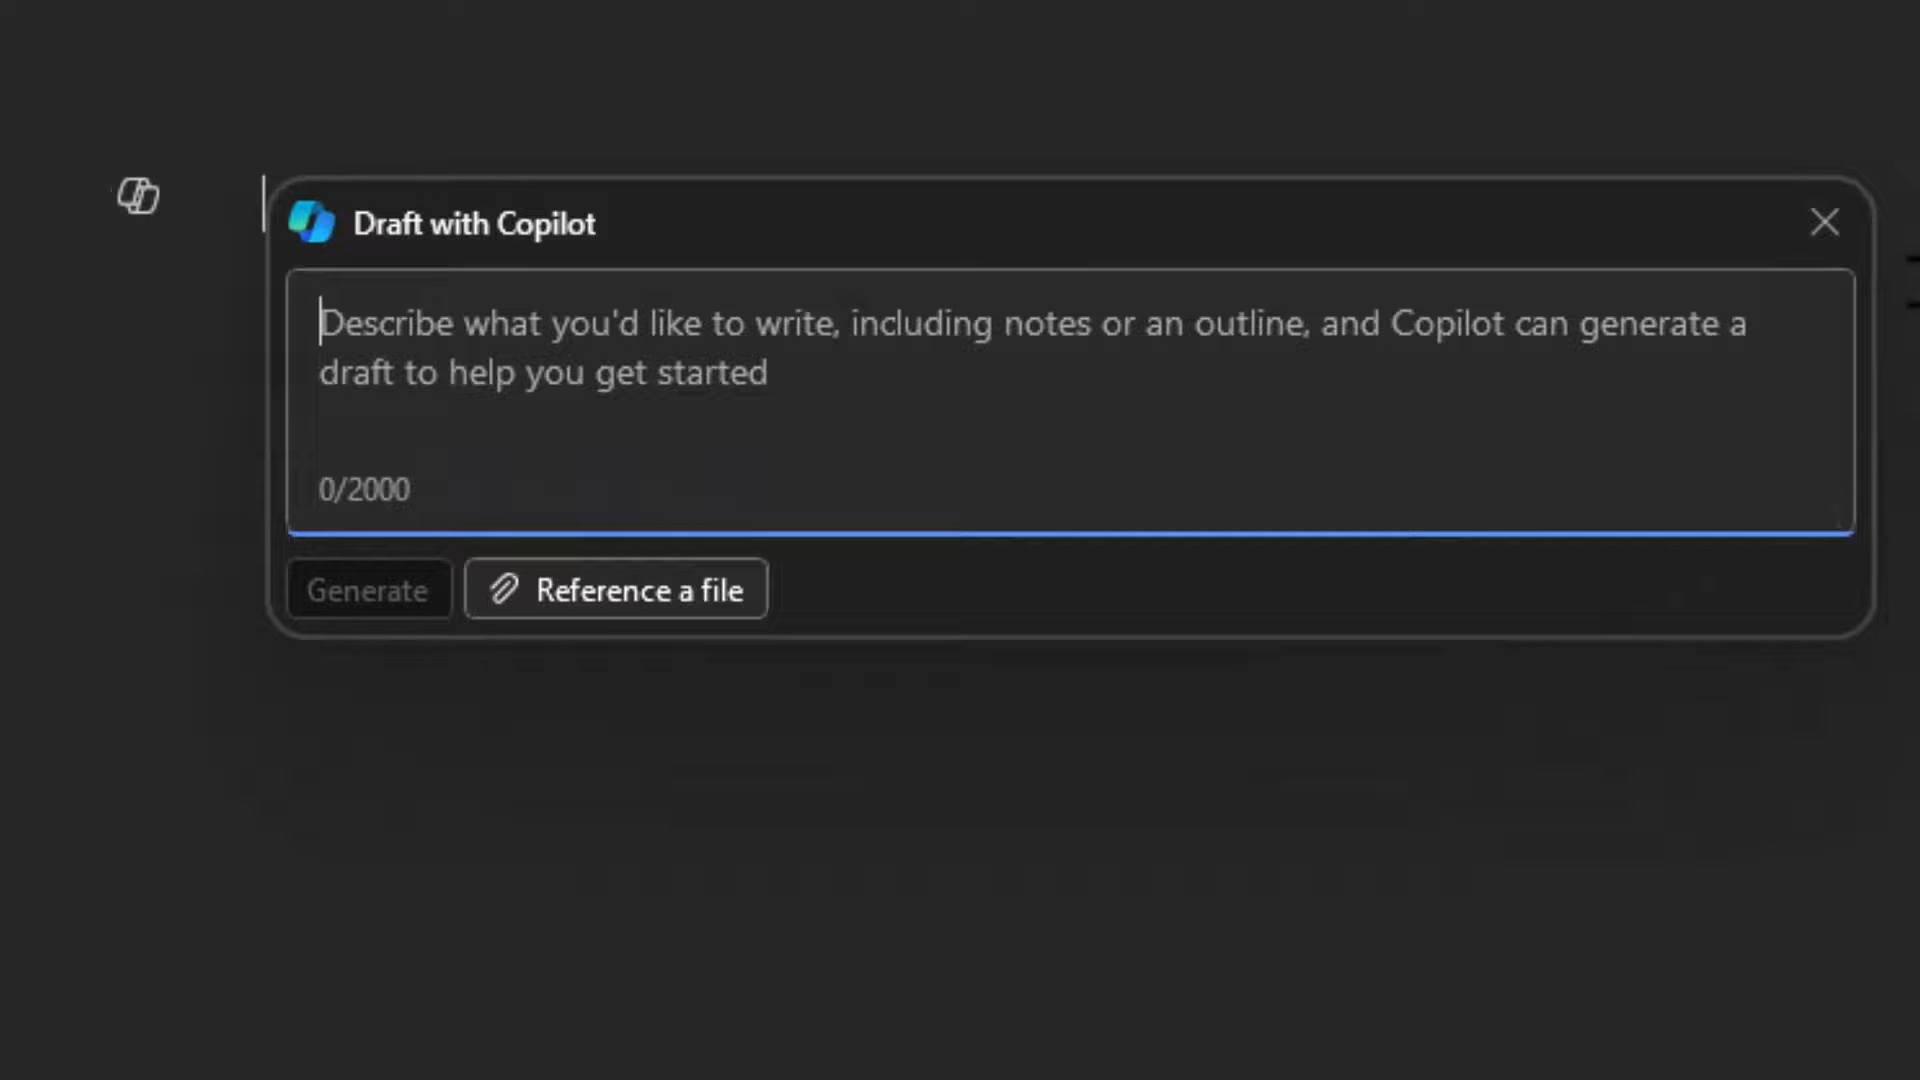 Draft with Copilot
Describe what you'd like to write, including notes or an outline, and Copilot can generate a
draft to help you get started
0/2000
Generate
Reference a file